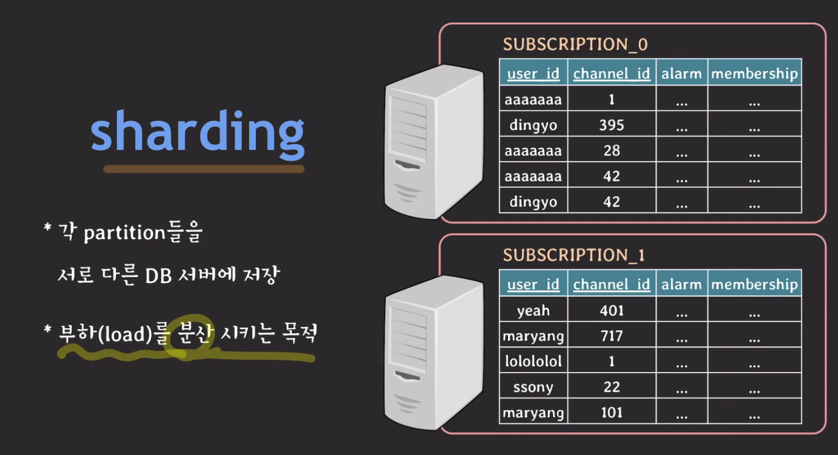 sharding
* 각 partition들을
서로 다른 DB 서버에 저장
* 부하(load)를 분산 시키는 목적
SUBSCRIPTION_0
user_id channel_id alarm membership
aaaaaaa 1 ... ...
dingyo 395 ... ...
aaaaaaa 28 ... ...
aaaaaaa 42 ... ...
dingyo 42 ... ...
SUBSCRIPTION_1
user_id channel_id alarm membership
yeah 401 ... ...
maryang 717 ... ...
lolololol 1 ... ...
ssony 22 ... ...
maryang 101 ... ...